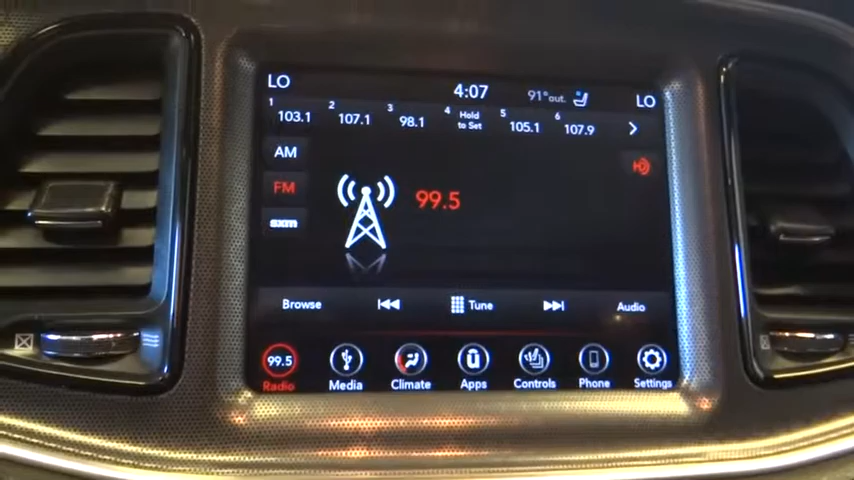 LO 4:07 91°out. LO
1 103.1 2 107.1 3 98.1 4 Hold to Set 5 105.1 6 107.9
AM
FM 99.5
sxm
Browse Tune Audio
99.5
Radio Media Climate Apps Controls Phone Settings